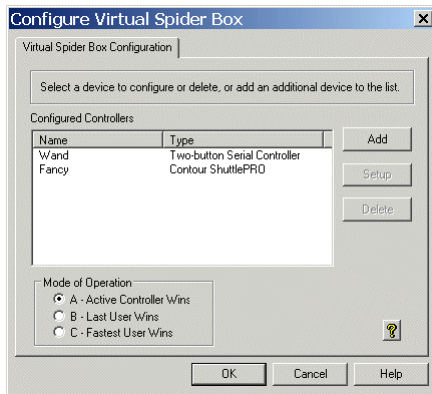 Configure Virtual Spider Box
Virtual Spider Box Configuration
Select a device to configure or delete, or add an additional device to the list.
Configured Controllers
Name Type
Wand Two-button Serial Controller
Fancy Contour ShuttlePRO
Add
Setup
Delete
Mode of Operation
A - Active Controller Wins
B - Last User Wins
C - Fastest User Wins
?
OK Cancel Help